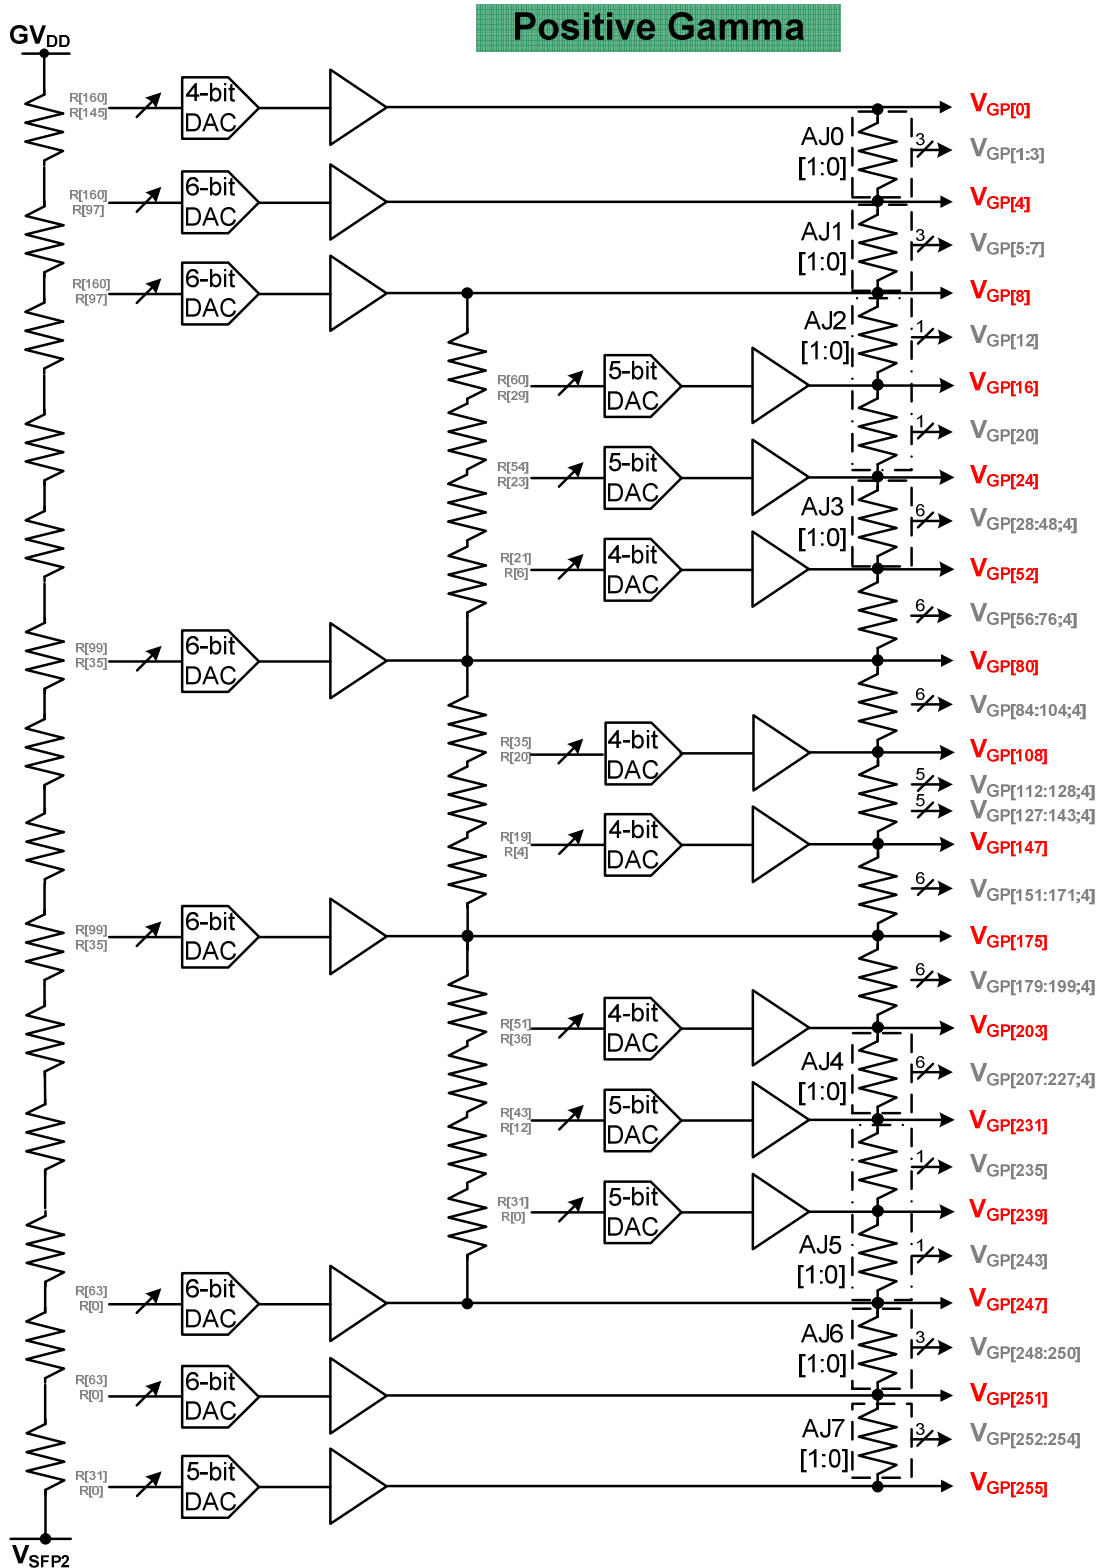 Positive Gamma
GVDD
R[160]
R[145]
4-bit
DAC
VGP[0]
AJ0
[1:0]
3
VGP[1:3]
R[160]
R[97]
6-bit
DAC
VGP[4]
AJ1
[1:0]
3
VGP[5:7]
R[160]
R[97]
6-bit
DAC
VGP[8]
AJ2
[1:0]
1
VGP[12]
R[60]
R[29]
5-bit
DAC
VGP[16]
1
VGP[20]
R[54]
R[23]
5-bit
DAC
VGP[24]
AJ3
[1:0]
6
VGP[28:48;4]
R[21]
R[6]
4-bit
DAC
VGP[52]
6
VGP[56:76;4]
R[99]
R[35]
6-bit
DAC
VGP[80]
6
VGP[84:104;4]
R[35]
R[20]
4-bit
DAC
VGP[108]
5
VGP[112:128;4]
5
VGP[127:143;4]
R[19]
R[4]
4-bit
DAC
VGP[147]
6
VGP[151:171;4]
R[99]
R[35]
6-bit
DAC
VGP[175]
6
VGP[179:199;4]
R[51]
R[36]
4-bit
DAC
VGP[203]
AJ4
[1:0]
6
VGP[207:227;4]
R[43]
R[12]
5-bit
DAC
VGP[231]
1
VGP[235]
R[31]
R[0]
5-bit
DAC
VGP[239]
AJ5
[1:0]
1
VGP[243]
R[63]
R[0]
6-bit
DAC
VGP[247]
AJ6
[1:0]
3
VGP[248:250]
R[63]
R[0]
6-bit
DAC
VGP[251]
AJ7
[1:0]
3
VGP[252:254]
R[31]
R[0]
5-bit
DAC
VGP[255]
VSFP2